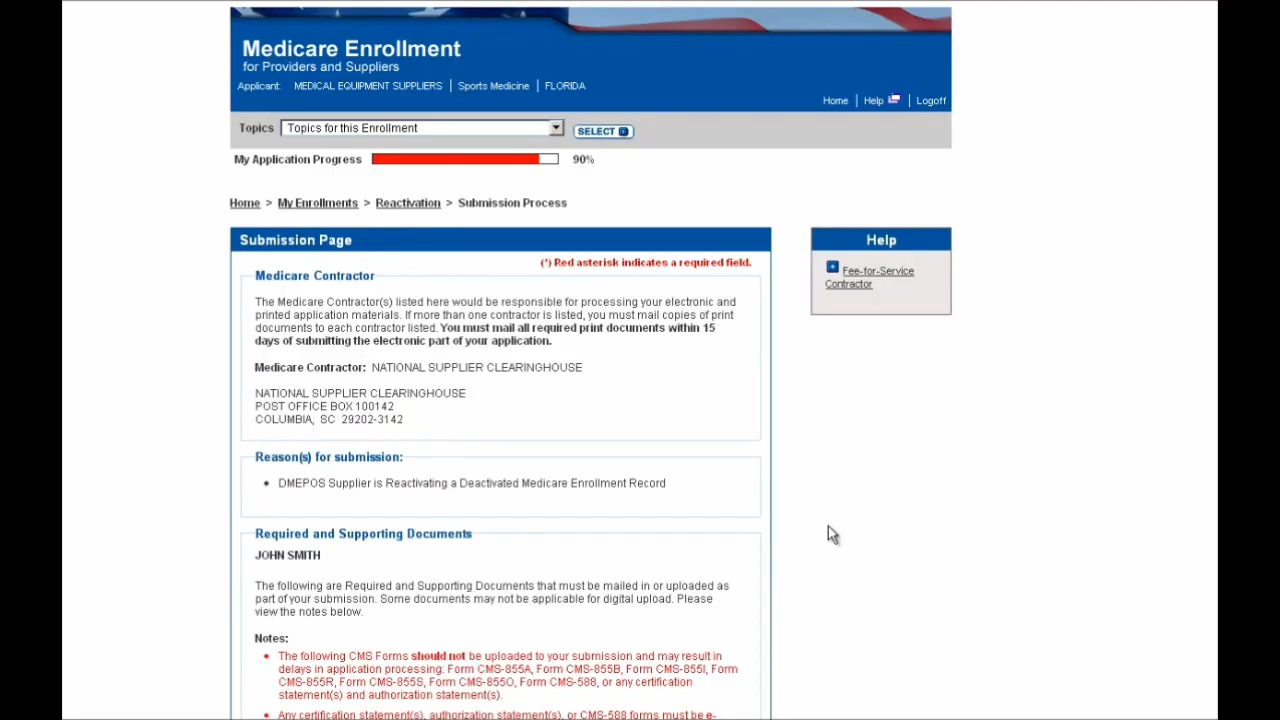 Medicare Enrollment
for Providers and Suppliers
Applicant: MEDICAL EQUIPMENT SUPPLIERS | Sports Medicine | FLORIDA
Home | Help | Logoff
Topics Topics for this Enrollment SELECT
My Application Progress 90%
Home > My Enrollments > Reactivation > Submission Process
Submission Page
(*) Red asterisk indicates a required field.
Medicare Contractor
The Medicare Contractor(s) listed here would be responsible for processing your electronic and
printed application materials. If more than one contractor is listed, you must mail copies of print
documents to each contractor listed. You must mail all required print documents within 15
days of submitting the electronic part of your application.
Medicare Contractor: NATIONAL SUPPLIER CLEARINGHOUSE
NATIONAL SUPPLIER CLEARINGHOUSE
POST OFFICE BOX 100142
COLUMBIA, SC 29202-3142
Reason(s) for submission:
• DMEPOS Supplier is Reactivating a Deactivated Medicare Enrollment Record
Required and Supporting Documents
JOHN SMITH
The following are Required and Supporting Documents that must be mailed in or uploaded as
part of your submission. Some documents may not be applicable for digital upload. Please
view the notes below.
Notes:
• The following CMS Forms should not be uploaded to your submission and may result in
delays in application processing: Form CMS-855A, Form CMS-855B, Form CMS-855I, Form
CMS-855R, Form CMS-855S, Form CMS-855O, Form CMS-588, or any certification
statement(s) and authorization statement(s).
• Any certification statement(s), authorization statement(s), or CMS-588 forms must be e-
Help
Fee-for-Service
Contractor